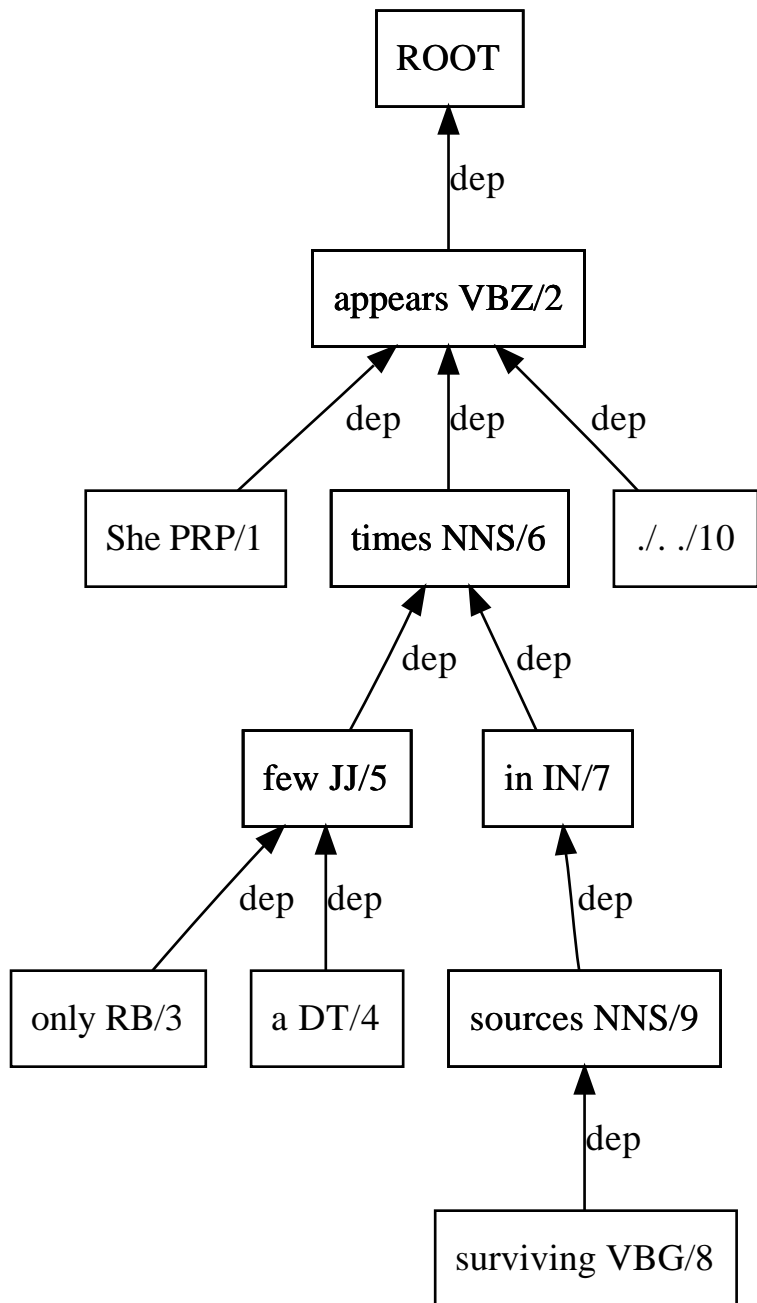 ROOT
dep
appears VBZ/2
dep dep dep
She PRP/1 times NNS/6 ./. ./10
dep dep
few JJ/5 in IN/7
dep dep dep
only RB/3 a DT/4 sources NNS/9
dep
surviving VBG/8